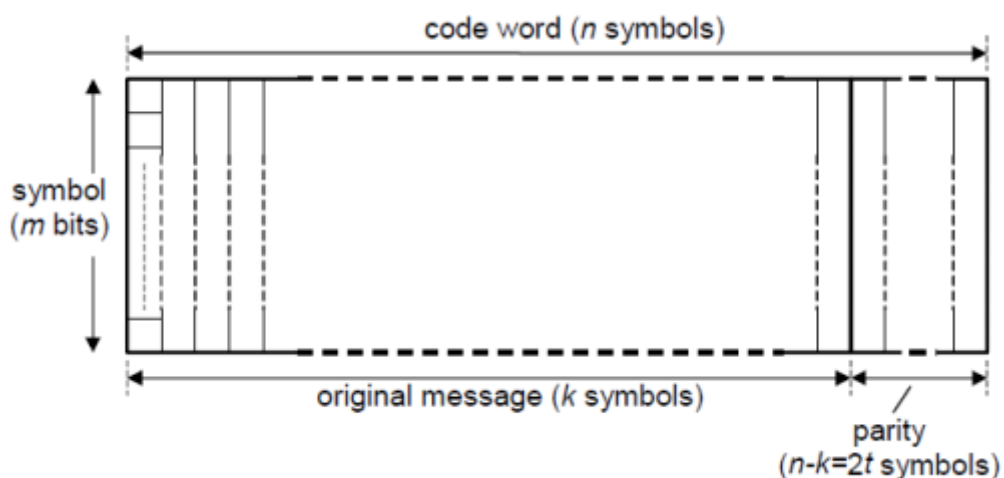 code word (n symbols)
symbol
(m bits)
original message (k symbols)
parity
(n-k=2t symbols)